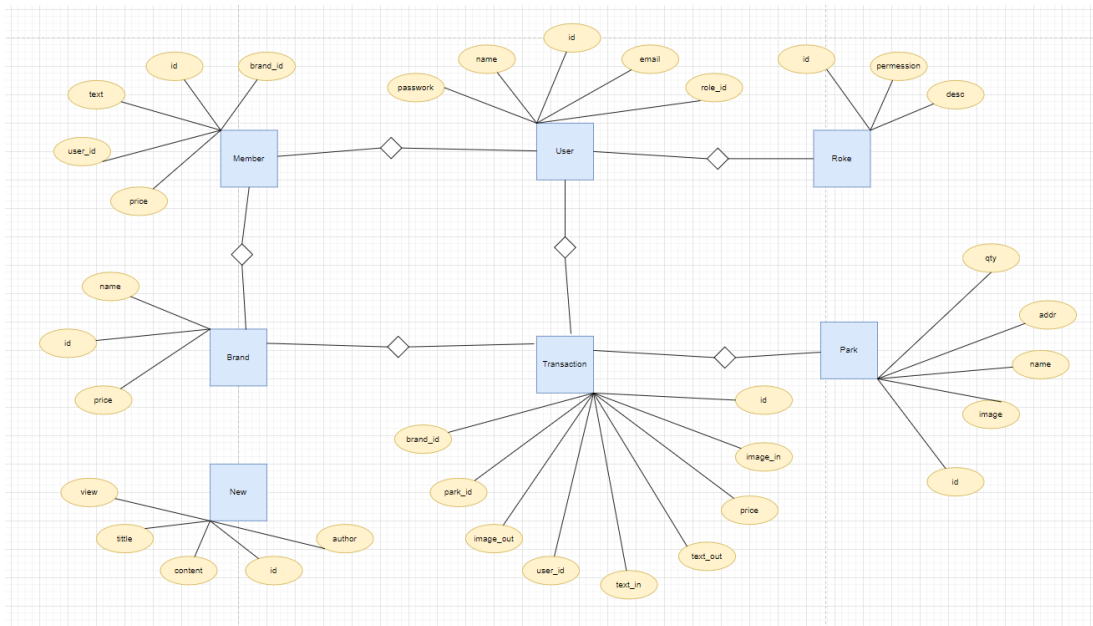 id
name
email
passwork
role_id
id
permession
desc
id
brand_id
text
user_id
price
Member
User
Roke
name
id
price
Brand
Transaction
Park
qty
addr
name
image
id
brand_id
park_id
image_out
user_id
text_in
text_out
price
image_in
id
New
view
tittle
content
id
author